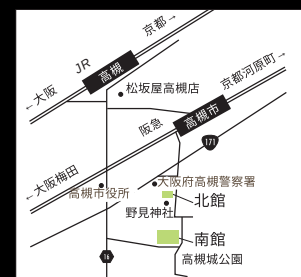 京都→
JR
高槻
←大阪
松坂屋高槻店
京都河原町→
阪急
高槻市
171
←大阪梅田
大阪府高槻警察署
高槻市役所
北館
野見神社
南館
高槻城公園
16